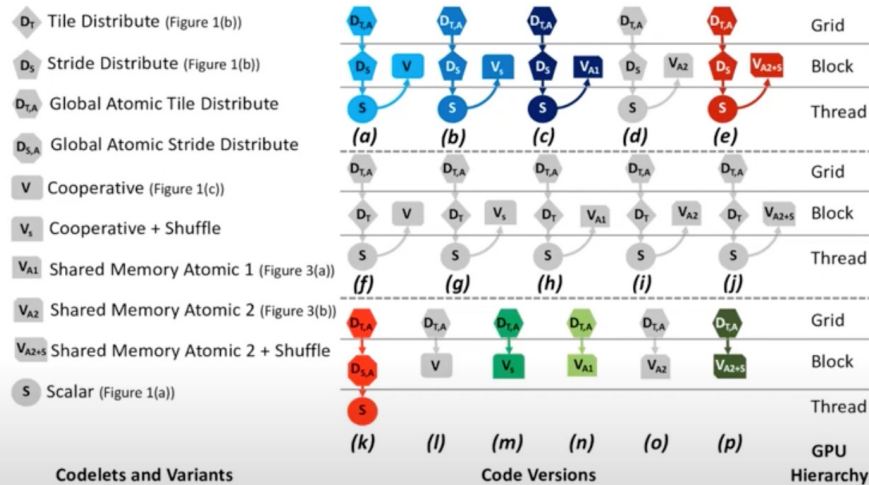 D_T Tile Distribute (Figure 1(b))
D_S Stride Distribute (Figure 1(b))
D_T,A Global Atomic Tile Distribute
D_S,A Global Atomic Stride Distribute
V Cooperative (Figure 1(c))
V_s Cooperative + Shuffle
V_A1 Shared Memory Atomic 1 (Figure 3(a))
V_A2 Shared Memory Atomic 2 (Figure 3(b))
V_A2+S Shared Memory Atomic 2 + Shuffle
S Scalar (Figure 1(a))
Codelets and Variants
D_T,A D_T,A D_T,A D_T,A D_T,A Grid
D_S V D_S V_s D_S V_A1 D_S V_A2 D_S V_A2+S Block
S S S S S Thread
(a) (b) (c) (d) (e)
D_T,A D_T,A D_T,A D_T,A D_T,A Grid
D_T V D_T V_s D_T V_A1 D_T V_A2 D_T V_A2+S Block
S S S S S Thread
(f) (g) (h) (i) (j)
D_T,A D_T,A D_T,A D_T,A D_T,A D_T,A Grid
D_S,A V V_s V_A1 V_A2 V_A2+S Block
S Thread
(k) (l) (m) (n) (o) (p)
Code Versions
GPU
Hierarchy